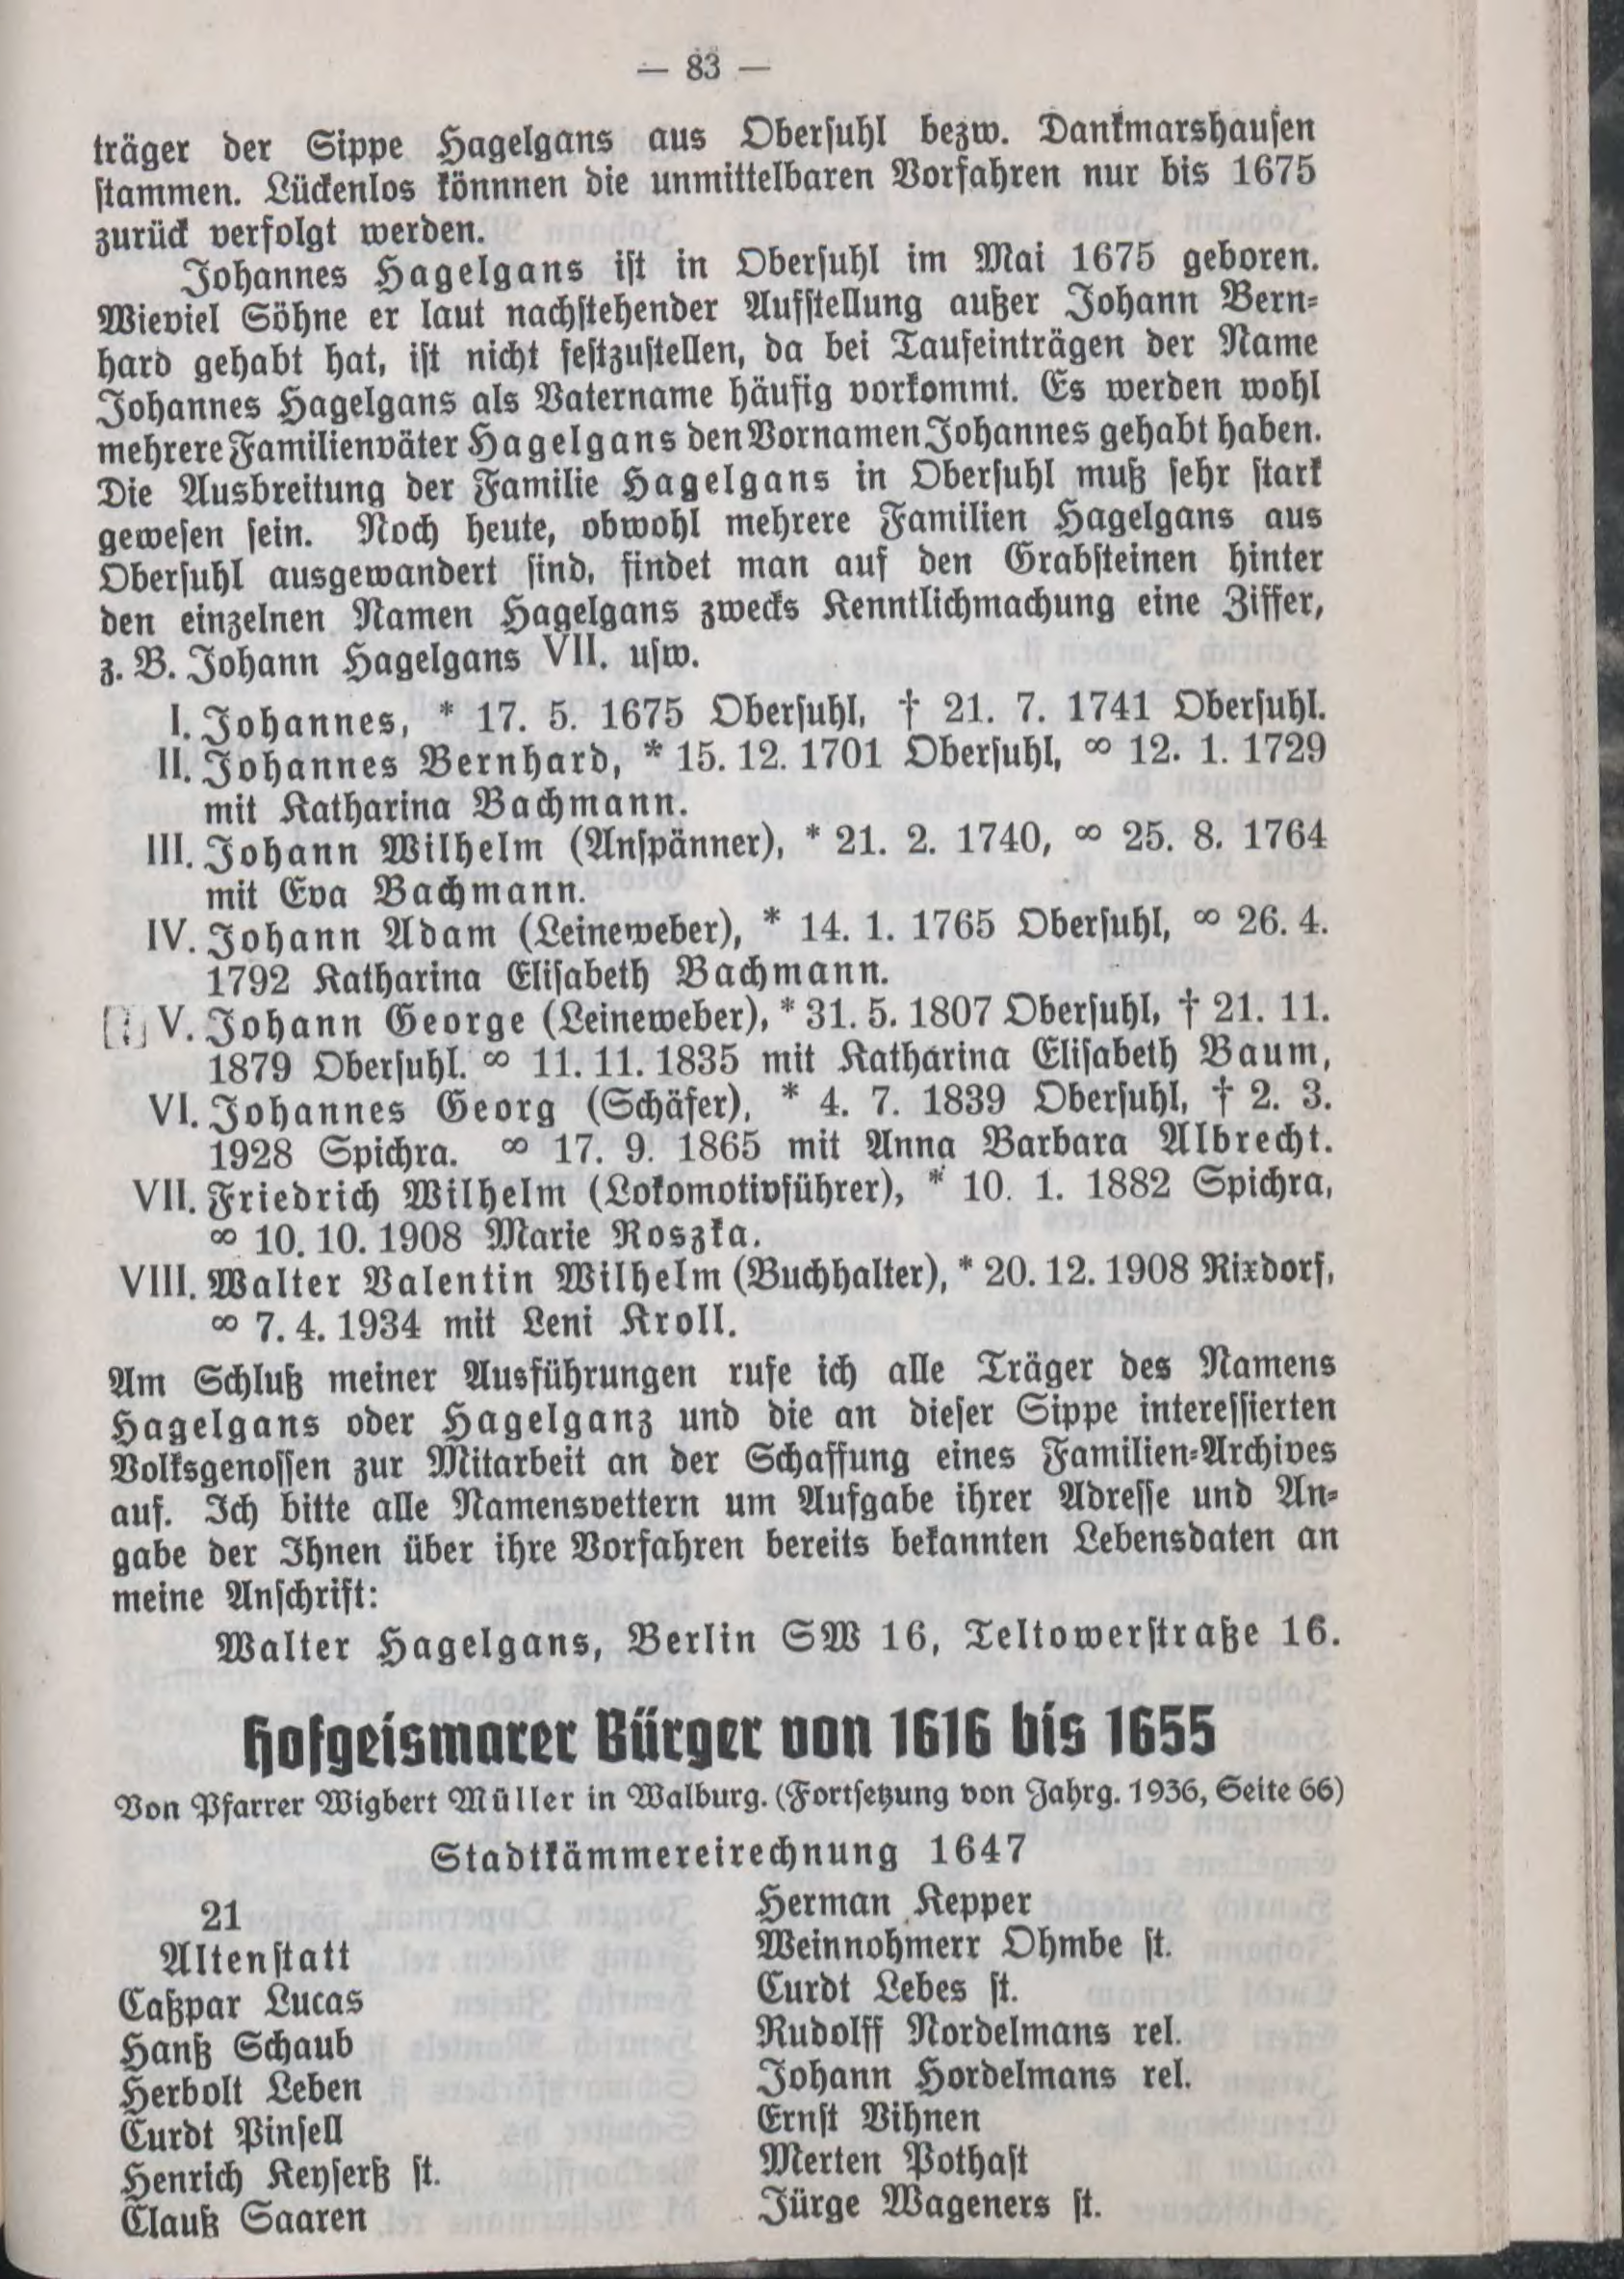 — 83 —
träger der Sippe Hagelgans aus Obersuhl bezw. Dankmarshausen
stammen. Lückenlos könnnen die unmittelbaren Vorfahren nur bis 1675
zurück verfolgt werden.
Johannes Hagelgans ist in Obersuhl im Mai 1675 geboren.
Wieviel Söhne er laut nachstehender Aufstellung außer Johann Bern-
hard gehabt hat, ist nicht festzustellen, da bei Taufeinträgen der Name
Johannes Hagelgans als Vatername häufig vorkommt. Es werden wohl
mehrere Familienväter Hagelgans den Vornamen Johannes gehabt haben.
Die Ausbreitung der Familie Hagelgans in Obersuhl muß sehr stark
gewesen sein. Noch heute, obwohl mehrere Familien Hagelgans aus
Obersuhl ausgewandert sind, findet man auf den Grabsteinen hinter
den einzelnen Namen Hagelgans zwecks Kenntlichmachung eine Ziffer,
z. B. Johann Hagelgans VII. usw.
I. Johannes, * 17. 5. 1675 Obersuhl, † 21. 7. 1741 Obersuhl.
II. Johannes Bernhard, * 15. 12. 1701 Obersuhl, ∞ 12. 1. 1729
mit Katharina Bachmann.
III. Johann Wilhelm (Anspänner), * 21. 2. 1740, ∞ 25. 8. 1764
mit Eva Bachmann.
IV. Johann Adam (Leineweber), * 14. 1. 1765 Obersuhl, ∞ 26. 4.
1792 Katharina Elisabeth Bachmann.
[?] V. Johann George (Leineweber), * 31. 5. 1807 Obersuhl, † 21. 11.
1879 Obersuhl. ∞ 11. 11. 1835 mit Katharina Elisabeth Baum,
VI. Johannes Georg (Schäfer), * 4. 7. 1839 Obersuhl, † 2. 3.
1928 Spichra. ∞ 17. 9. 1865 mit Anna Barbara Albrecht.
VII. Friedrich Wilhelm (Lokomotivführer), * 10. 1. 1882 Spichra,
∞ 10. 10. 1908 Marie Roszka.
VIII. Walter Valentin Wilhelm (Buchhalter), * 20. 12. 1908 Rixdorf,
∞ 7. 4. 1934 mit Leni Kroll.
Am Schluß meiner Ausführungen rufe ich alle Träger des Namens
Hagelgans oder Hagelganz und die an dieser Sippe interessierten
Volksgenossen zur Mitarbeit an der Schaffung eines Familien-Archives
auf. Ich bitte alle Namensvettern um Aufgabe ihrer Adresse und An-
gabe der Ihnen über ihre Vorfahren bereits bekannten Lebensdaten an
meine Anschrift:
Walter Hagelgans, Berlin SW 16, Teltowerstraße 16.
Hofgeismarer Bürger von 1616 bis 1655
Von Pfarrer Wigbert Müller in Walburg. (Fortsetzung von Jahrg. 1936, Seite 66)
Stadtkämmereirechnung 1647
21
Altenstatt
Caßpar Lucas
Hanß Schaub
Herbolt Leben
Curdt Pinsell
Henrich Keyserß st.
Clauß Saaren
Herman Kepper
Weinnohmerr Ohmbe st.
Curdt Lebes st.
Rudolff Nordelmans rel.
Johann Hordelmans rel.
Ernst Vihnen
Merten Pothast
Jürge Wageners st.